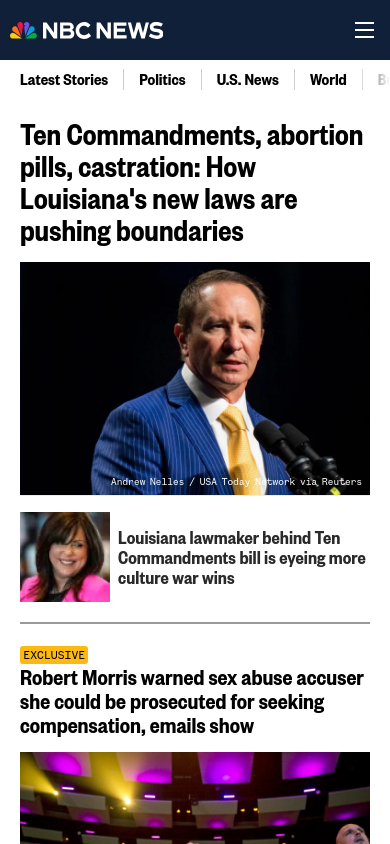 NBC NEWS
Latest Stories
Politics
U.S. News
World
Ten Commandments, abortion
pills, castration: How
Louisiana's new laws are
pushing boundaries
Andrew Nelles / USA Today Network via Reuters
Louisiana lawmaker behind Ten
Commandments bill is eyeing more
culture war wins
EXCLUSIVE
Robert Morris warned sex abuse accuser
she could be prosecuted for seeking
compensation, emails show